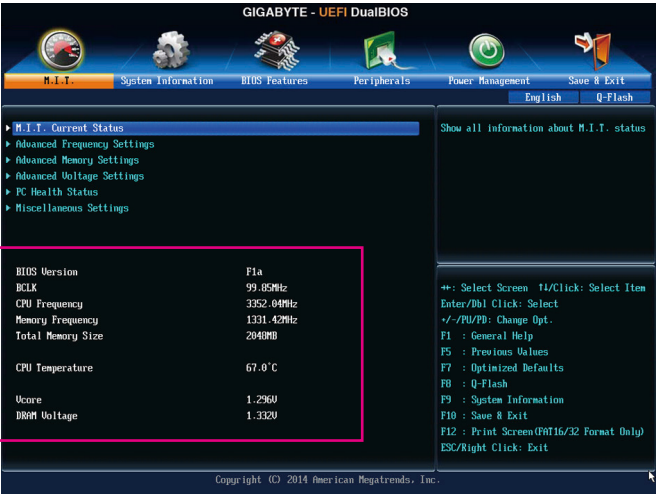 GIGABYTE - UEFI DualBIOS
M.I.T. System Information BIOS Features Peripherals Power Management Save & Exit
English Q-Flash
M.I.T. Current Status
Advanced Frequency Settings
Advanced Memory Settings
Advanced Voltage Settings
PC Health Status
Miscellaneous Settings
Show all information about M.I.T. status
BIOS Version F1a
BCLK 99.85MHz
CPU Frequency 3352.04MHz
Memory Frequency 1331.42MHz
Total Memory Size 2048MB
CPU Temperature 67.0°C
Vcore 1.296V
DRAM Voltage 1.332V
↔: Select Screen ↑↓/Click: Select Item
Enter/Dbl Click: Select
+/-/PU/PD: Change Opt.
F1 : General Help
F5 : Previous Values
F7 : Optimized Defaults
F8 : Q-Flash
F9 : System Information
F10 : Save & Exit
F12 : Print Screen(FAT16/32 Format Only)
ESC/Right Click: Exit
Copyright (C) 2014 American Megatrends, Inc.